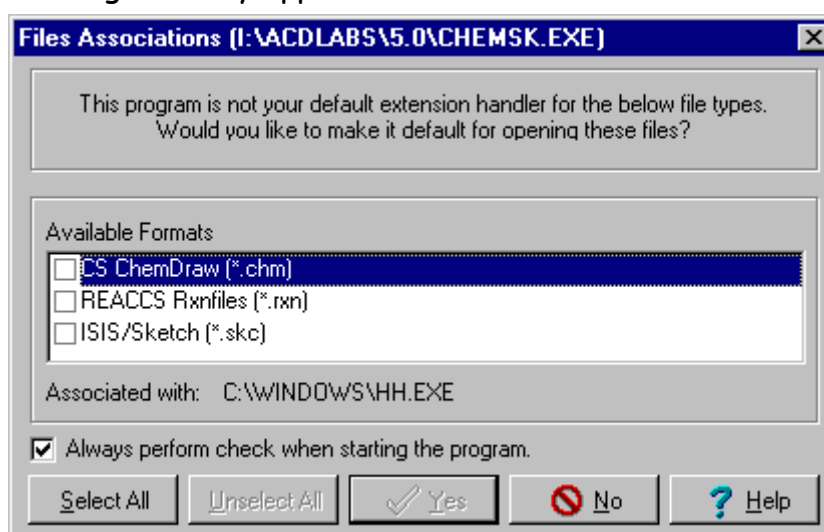 Files Associations (I:\ACDLABS\5.0\CHEMSK.EXE)
This program is not your default extension handler for the below file types.
Would you like to make it default for opening these files?
Available Formats
CS ChemDraw (*.chm)
REACCS Rxnfiles (*.rxn)
ISIS/Sketch (*.skc)
Associated with: C:\WINDOWS\HH.EXE
Always perform check when starting the program.
Select All Unselect All Yes No Help